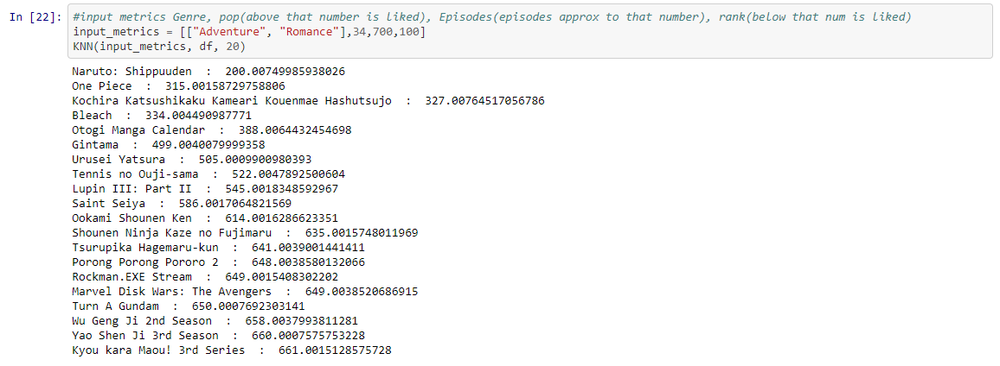 In [22]: #input metrics Genre, pop(above that number is liked), Episodes(episodes approx to that number), rank(below that num is liked)
input_metrics = [["Adventure", "Romance"],34,700,100]
KNN(input_metrics, df, 20)
Naruto: Shippuuden  :  200.00749985938026
One Piece  :  315.00158729758806
Kochira Katsushikaku Kameari Kouenmae Hashutsujo  :  327.00764517056786
Bleach  :  334.004490987771
Otogi Manga Calendar  :  388.0064432454698
Gintama  :  499.0040079999358
Urusei Yatsura  :  505.0009900980393
Tennis no Ouji-sama  :  522.0047892500604
Lupin III: Part II  :  545.0018348592967
Saint Seiya  :  586.0017064821569
Ookami Shounen Ken  :  614.0016286623351
Shounen Ninja Kaze no Fujimaru  :  635.0015748011969
Tsurupika Hagemaru-kun  :  641.0039001441411
Porong Porong Pororo 2  :  648.0038580132066
Rockman.EXE Stream  :  649.0015408302202
Marvel Disk Wars: The Avengers  :  649.0038520686915
Turn A Gundam  :  650.0007692303141
Wu Geng Ji 2nd Season  :  658.0037993811281
Yao Shen Ji 3rd Season  :  660.0007575753228
Kyou kara Maou! 3rd Series  :  661.0015128575728